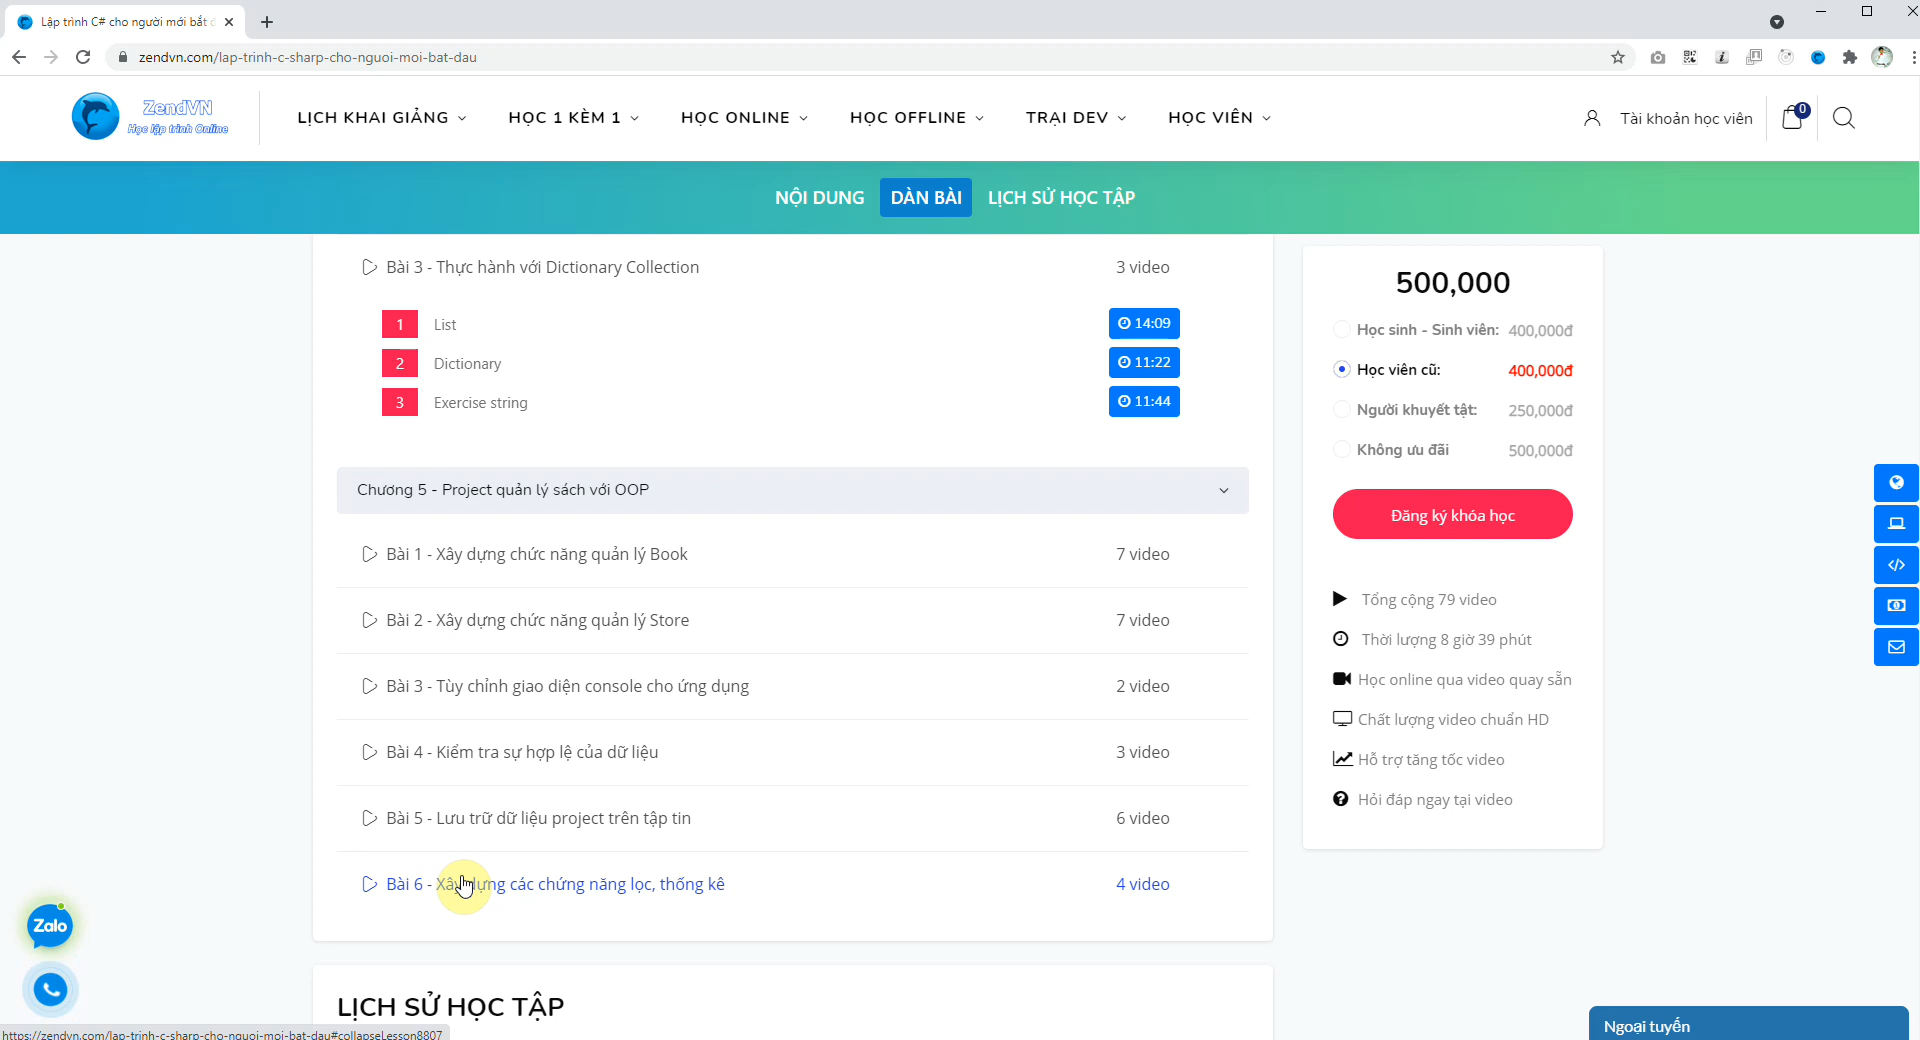 Lập trình C# cho người mới bắt
zendvn.com/lap-trinh-c-sharp-cho-nguoi-moi-bat-dau
ZendVN
Học lập trình Online
LỊCH KHAI GIẢNG
HỌC 1 KÈM 1
HỌC ONLINE
HỌC OFFLINE
TRẠI DEV
HỌC VIÊN
Tài khoản học viên
0
NỘI DUNG
DÀN BÀI
LỊCH SỬ HỌC TẬP
Bài 3 - Thực hành với Dictionary Collection
3 video
1 List 14:09
2 Dictionary 11:22
3 Exercise string 11:44
Chương 5 - Project quản lý sách với OOP
Bài 1 - Xây dựng chức năng quản lý Book
7 video
Bài 2 - Xây dựng chức năng quản lý Store
7 video
Bài 3 - Tùy chỉnh giao diện console cho ứng dụng
2 video
Bài 4 - Kiểm tra sự hợp lệ của dữ liệu
3 video
Bài 5 - Lưu trữ dữ liệu project trên tập tin
6 video
Bài 6 - Xây dựng các chứng năng lọc, thống kê
4 video
LỊCH SỬ HỌC TẬP
500,000
Học sinh - Sinh viên: 400,000đ
Học viên cũ: 400,000đ
Người khuyết tật: 250,000đ
Không ưu đãi 500,000đ
Đăng ký khóa học
Tổng cộng 79 video
Thời lượng 8 giờ 39 phút
Học online qua video quay sẵn
Chất lượng video chuẩn HD
Hỗ trợ tăng tốc video
Hỏi đáp ngay tại video
Zalo
https://zendvn.com/lap-trinh-c-sharp-cho-nguoi-moi-bat-dau#collapseLesson8807
Ngoại tuyến